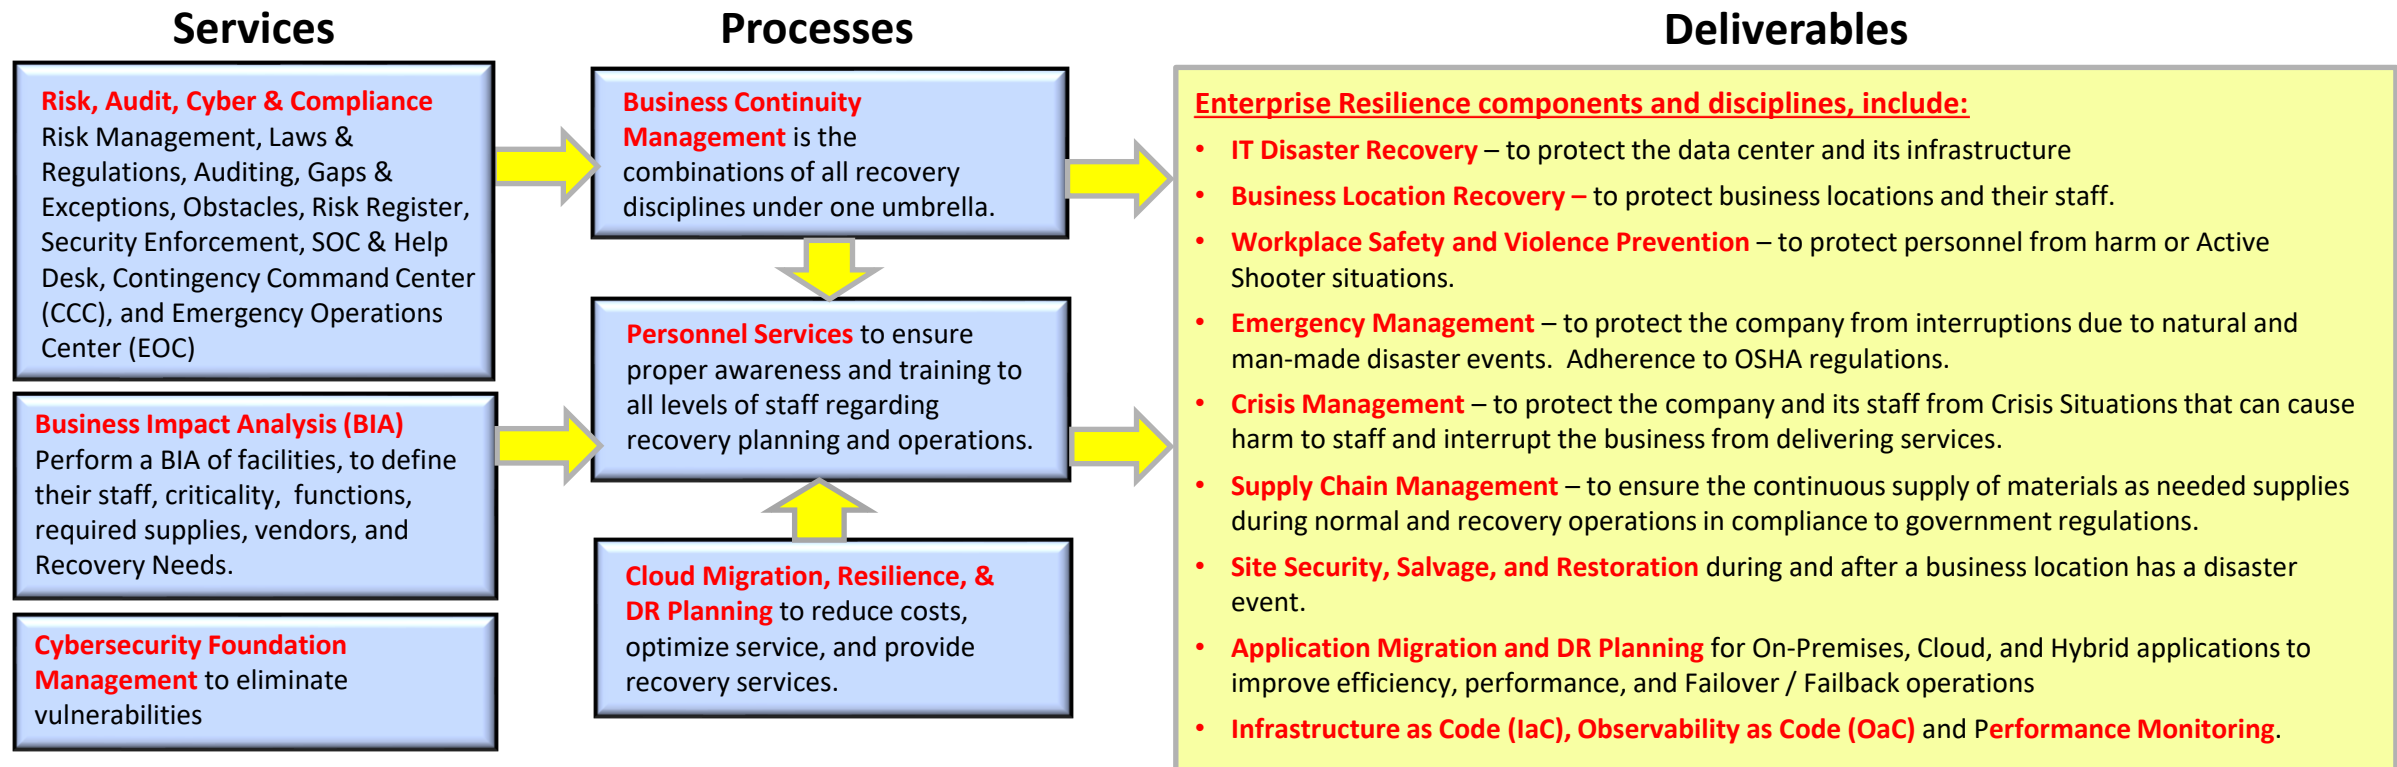 Services
Risk, Audit, Cyber & Compliance
Risk Management, Laws &
Regulations, Auditing, Gaps &
Exceptions, Obstacles, Risk Register,
Security Enforcement, SOC & Help
Desk, Contingency Command Center
(CCC), and Emergency Operations
Center (EOC)
Business Impact Analysis (BIA)
Perform a BIA of facilities, to define
their staff, criticality, functions,
required supplies, vendors, and
Recovery Needs.
Cybersecurity Foundation
Management to eliminate
vulnerabilities
Processes
Business Continuity
Management is the
combinations of all recovery
disciplines under one umbrella.
Personnel Services to ensure
proper awareness and training to
all levels of staff regarding
recovery planning and operations.
Cloud Migration, Resilience, &
DR Planning to reduce costs,
optimize service, and provide
recovery services.
Deliverables
Enterprise Resilience components and disciplines, include:
• IT Disaster Recovery – to protect the data center and its infrastructure
• Business Location Recovery – to protect business locations and their staff.
• Workplace Safety and Violence Prevention – to protect personnel from harm or Active
Shooter situations.
• Emergency Management – to protect the company from interruptions due to natural and
man-made disaster events.  Adherence to OSHA regulations.
• Crisis Management – to protect the company and its staff from Crisis Situations that can cause
harm to staff and interrupt the business from delivering services.
• Supply Chain Management – to ensure the continuous supply of materials as needed supplies
during normal and recovery operations in compliance to government regulations.
• Site Security, Salvage, and Restoration during and after a business location has a disaster
event.
• Application Migration and DR Planning for On-Premises, Cloud, and Hybrid applications to
improve efficiency, performance, and Failover / Failback operations
• Infrastructure as Code (IaC), Observability as Code (OaC) and Performance Monitoring.